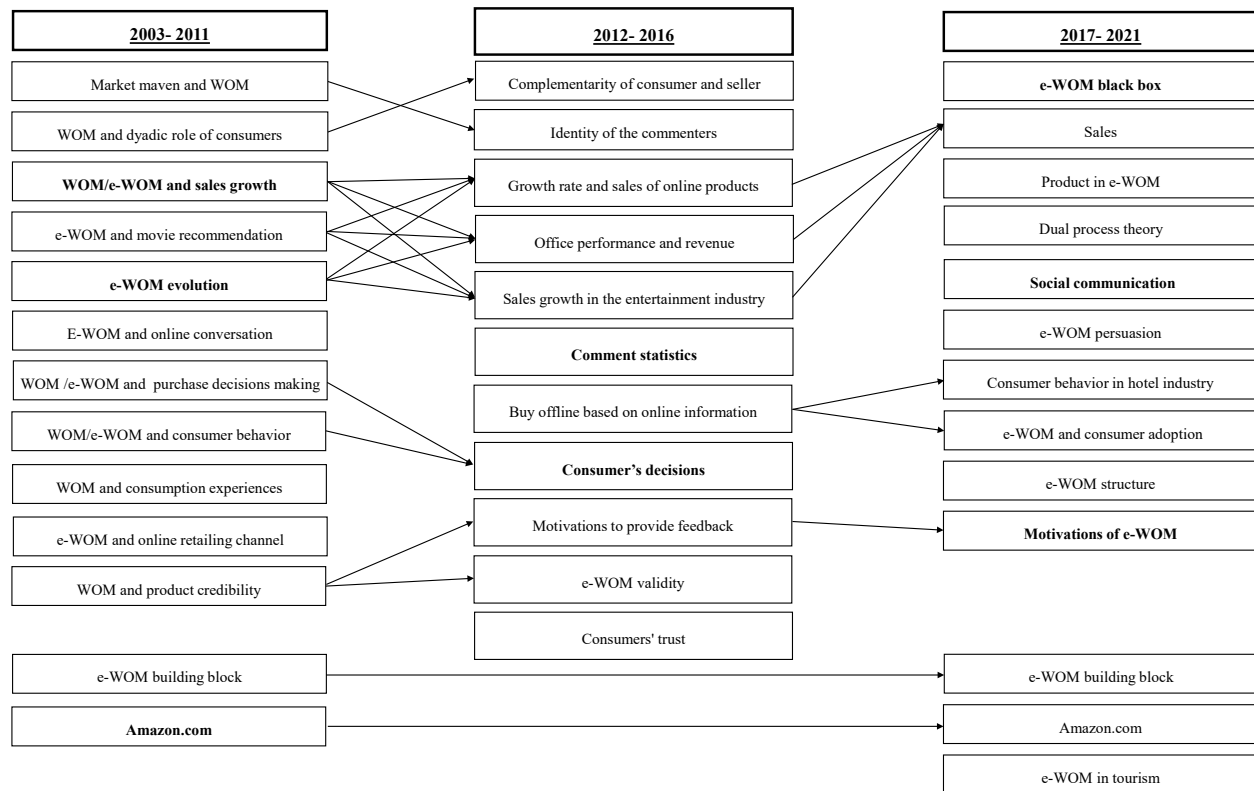 2003- 2011
Market maven and WOM
WOM and dyadic role of consumers
WOM/e-WOM and sales growth
e-WOM and movie recommendation
e-WOM evolution
E-WOM and online conversation
WOM /e-WOM and  purchase decisions making
WOM/e-WOM and consumer behavior
WOM and consumption experiences
e-WOM and online retailing channel
WOM and product credibility
e-WOM building block
Amazon.com
2012- 2016
Complementarity of consumer and seller
Identity of the commenters
Growth rate and sales of online products
Office performance and revenue
Sales growth in the entertainment industry
Comment statistics
Buy offline based on online information
Consumer’s decisions
Motivations to provide feedback
e-WOM validity
Consumers' trust
2017- 2021
e-WOM black box
Sales
Product in e-WOM
Dual process theory
Social communication
e-WOM persuasion
Consumer behavior in hotel industry
e-WOM and consumer adoption
e-WOM structure
Motivations of e-WOM
e-WOM building block
Amazon.com
e-WOM in tourism